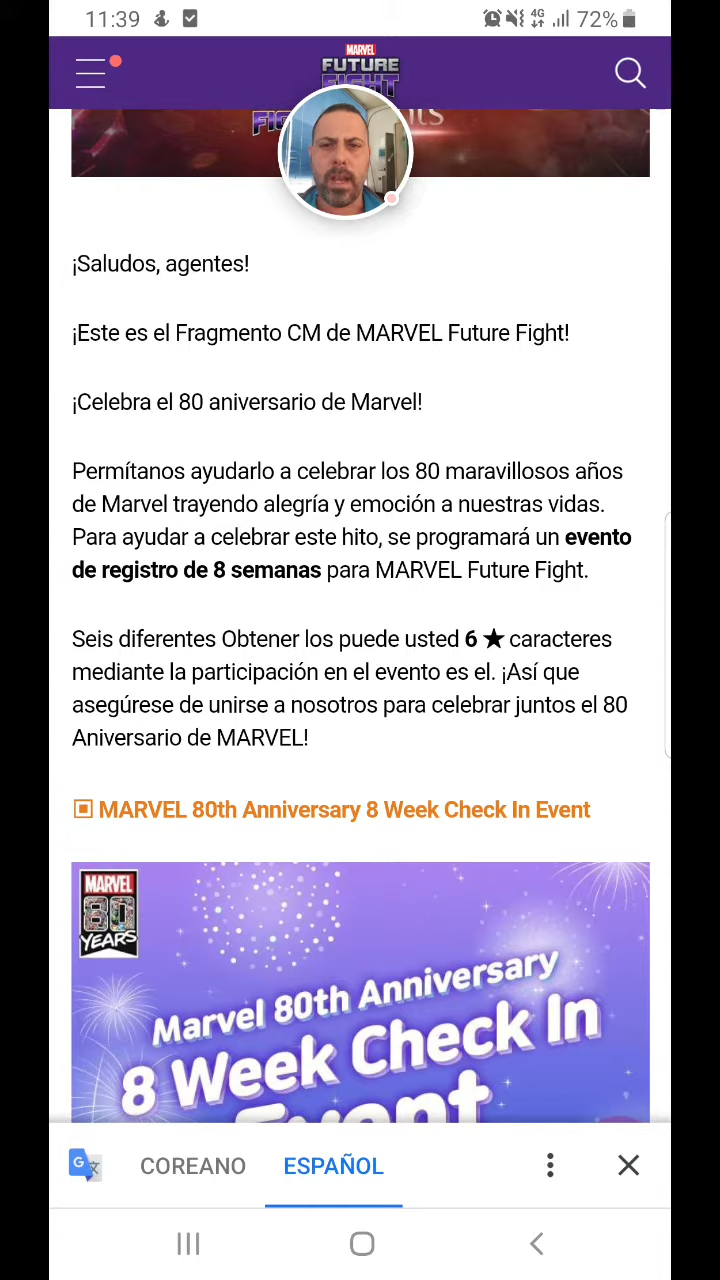 11:39
4G
72%
MARVEL
FUTURE
FIGHT
¡Saludos, agentes!
¡Este es el Fragmento CM de MARVEL Future Fight!
¡Celebra el 80 aniversario de Marvel!
Permítanos ayudarlo a celebrar los 80 maravillosos años
de Marvel trayendo alegría y emoción a nuestras vidas.
Para ayudar a celebrar este hito, se programará un evento
de registro de 8 semanas para MARVEL Future Fight.
Seis diferentes Obtener los puede usted 6 ★ caracteres
mediante la participación en el evento es el. ¡Así que
asegúrese de unirse a nosotros para celebrar juntos el 80
Aniversario de MARVEL!
▣ MARVEL 80th Anniversary 8 Week Check In Event
MARVEL
80
YEARS
Marvel 80th Anniversary
8 Week Check In
Event
G 文
COREANO
ESPAÑOL